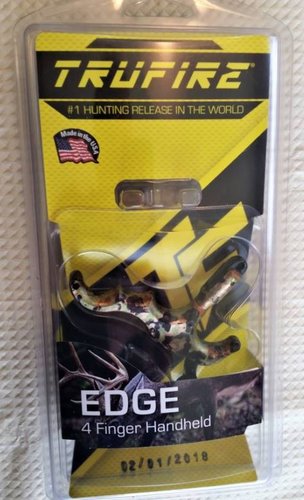 TRUFIRE®
#1 HUNTING RELEASE IN THE WORLD
Made in the USA
EDGE
4 Finger Handheld
02/01/2018